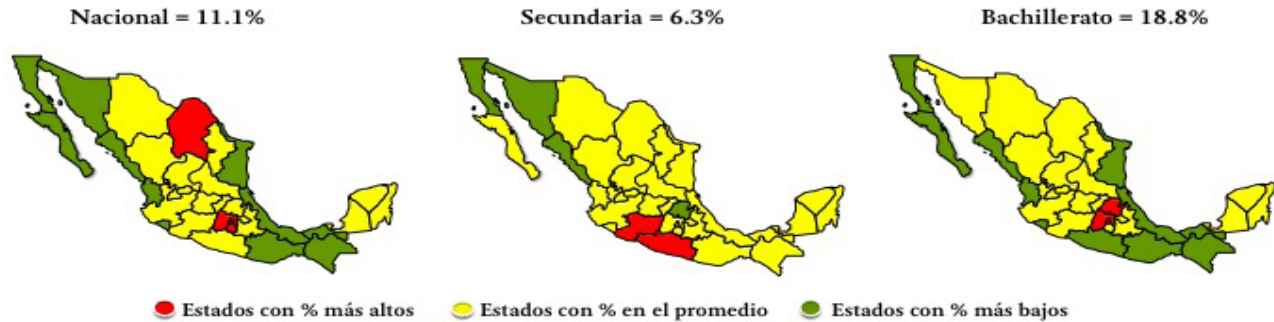 Nacional = 11.1%
Secundaria = 6.3%
Bachillerato = 18.8%
Estados con % más altos
Estados con % en el promedio
Estados con % más bajos